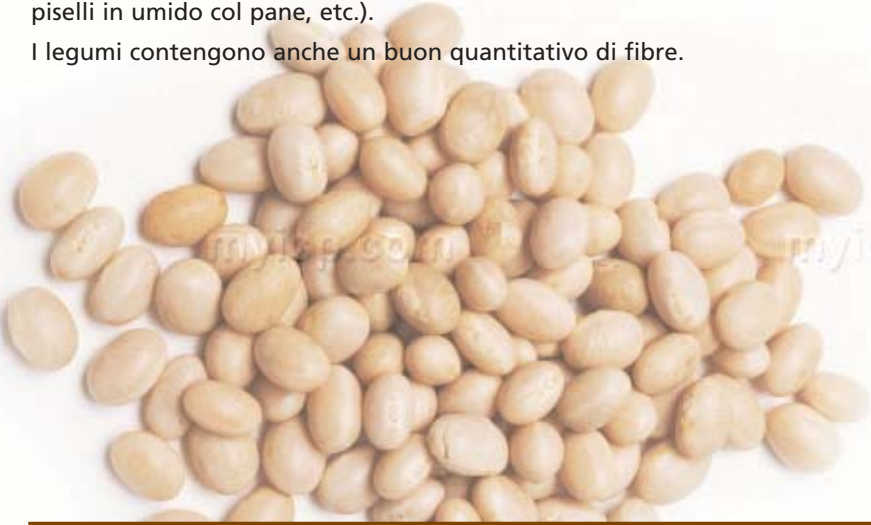 piselli in umido col pane, etc.).
I legumi contengono anche un buon quantitativo di fibre.